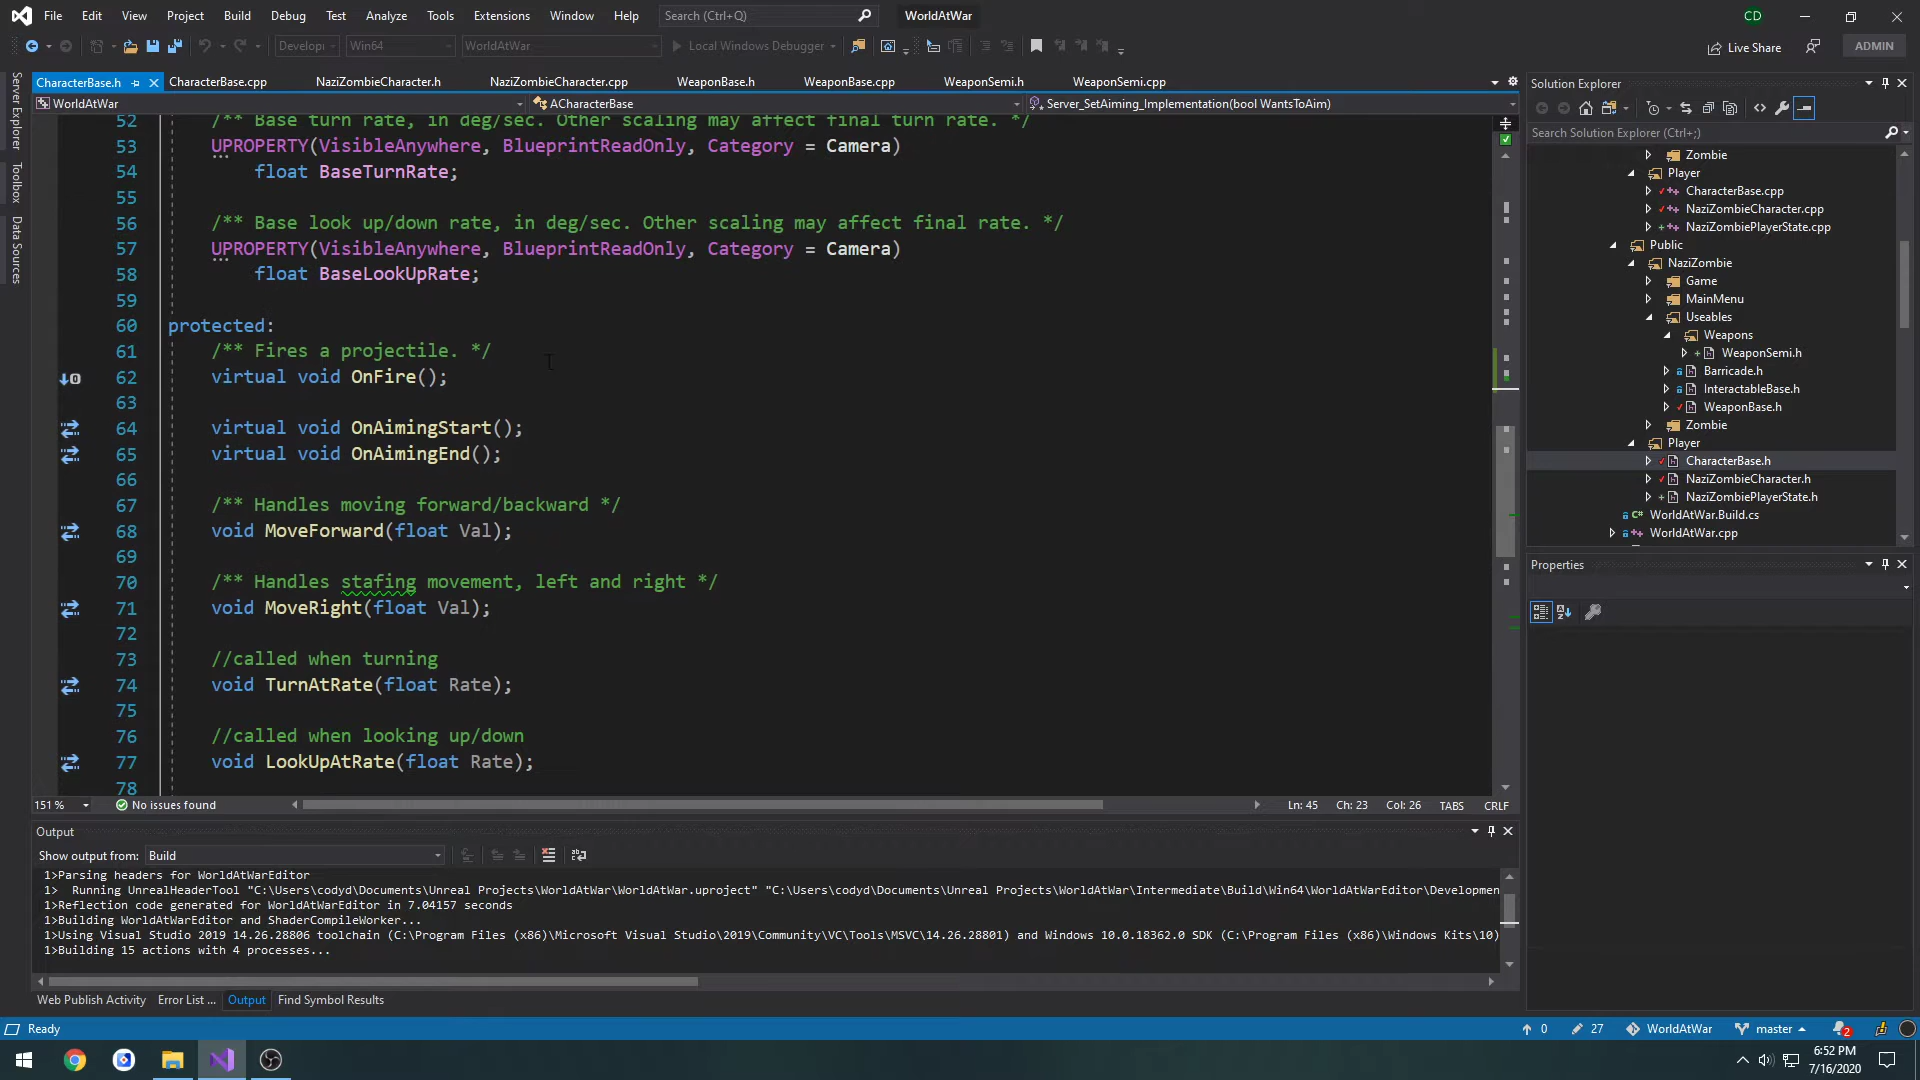 File Edit View Project Build Debug Test Analyze Tools Extensions Window Help Search (Ctrl+Q) WorldAtWar CD
Develop Win64 WorldAtWar Local Windows Debugger Live Share ADMIN
CharacterBase.h CharacterBase.cpp NaziZombieCharacter.h NaziZombieCharacter.cpp WeaponBase.h WeaponBase.cpp WeaponSemi.h WeaponSemi.cpp
WorldAtWar ACharacterBase Server_SetAiming_Implementation(bool WantsToAim)
Server Explorer
Toolbox
Data Sources
52 /** Base turn rate, in deg/sec. Other scaling may affect final turn rate. */
53 UPROPERTY(VisibleAnywhere, BlueprintReadOnly, Category = Camera)
54 float BaseTurnRate;
55
56 /** Base look up/down rate, in deg/sec. Other scaling may affect final rate. */
57 UPROPERTY(VisibleAnywhere, BlueprintReadOnly, Category = Camera)
58 float BaseLookUpRate;
59
60 protected:
61 /** Fires a projectile. */
62 virtual void OnFire();
63
64 virtual void OnAimingStart();
65 virtual void OnAimingEnd();
66
67 /** Handles moving forward/backward */
68 void MoveForward(float Val);
69
70 /** Handles stafing movement, left and right */
71 void MoveRight(float Val);
72
73 //called when turning
74 void TurnAtRate(float Rate);
75
76 //called when looking up/down
77 void LookUpAtRate(float Rate);
78
151 % No issues found Ln: 45 Ch: 23 Col: 26 TABS CRLF
Output
Show output from: Build
1>Parsing headers for WorldAtWarEditor
1> Running UnrealHeaderTool "C:\Users\codyd\Documents\Unreal Projects\WorldAtWar\WorldAtWar.uproject" "C:\Users\codyd\Documents\Unreal Projects\WorldAtWar\Intermediate\Build\Win64\WorldAtWarEditor\Developmen
1>Reflection code generated for WorldAtWarEditor in 7.04157 seconds
1>Building WorldAtWarEditor and ShaderCompileWorker...
1>Using Visual Studio 2019 14.26.28806 toolchain (C:\Program Files (x86)\Microsoft Visual Studio\2019\Community\VC\Tools\MSVC\14.26.28801) and Windows 10.0.18362.0 SDK (C:\Program Files (x86)\Windows Kits\10)
1>Building 15 actions with 4 processes...
Web Publish Activity Error List ... Output Find Symbol Results
Solution Explorer
Search Solution Explorer (Ctrl+;)
Zombie
Player
CharacterBase.cpp
NaziZombieCharacter.cpp
NaziZombiePlayerState.cpp
Public
NaziZombie
Game
MainMenu
Useables
Weapons
WeaponSemi.h
Barricade.h
InteractableBase.h
WeaponBase.h
Zombie
Player
CharacterBase.h
NaziZombieCharacter.h
NaziZombiePlayerState.h
WorldAtWar.Build.cs
WorldAtWar.cpp
Properties
Ready 0 27 WorldAtWar master 2
6:52 PM
7/16/2020